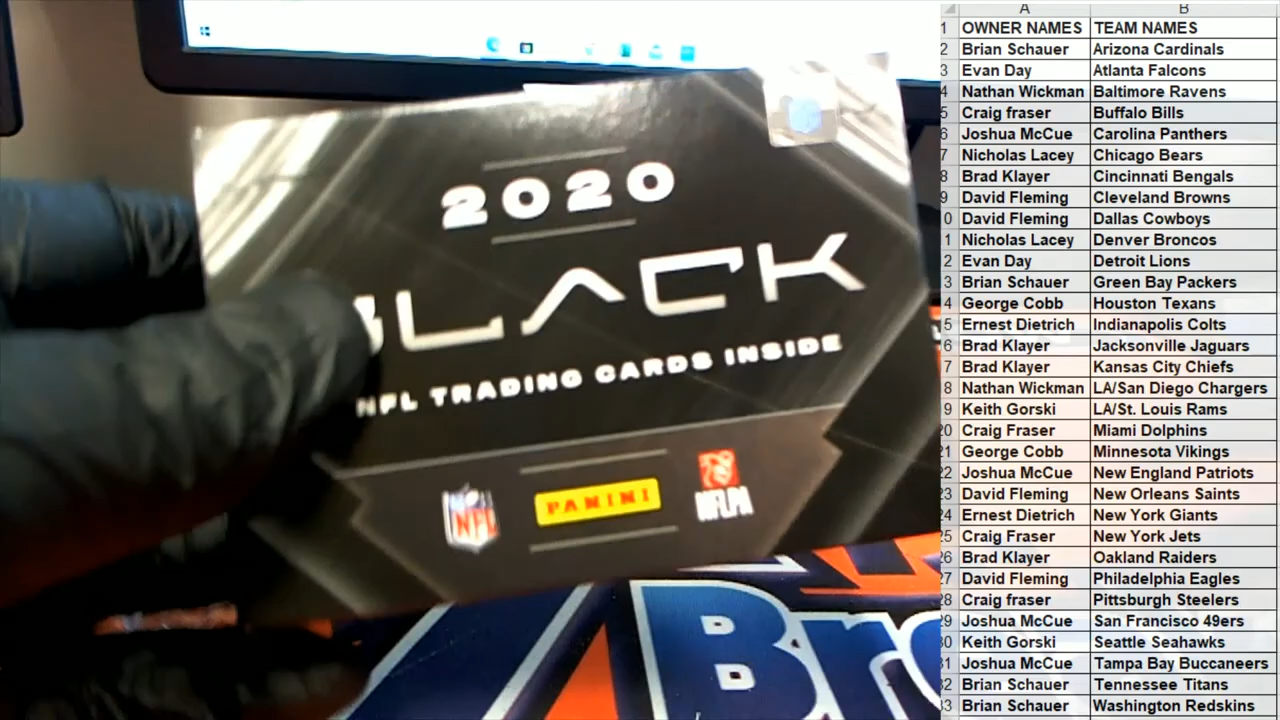 2020
BLACK
NFL TRADING CARDS INSIDE
NFL
PANINI
NFLPA
Bro
A B
1 OWNER NAMES TEAM NAMES
2 Brian Schauer Arizona Cardinals
3 Evan Day Atlanta Falcons
4 Nathan Wickman Baltimore Ravens
5 Craig fraser Buffalo Bills
6 Joshua McCue Carolina Panthers
7 Nicholas Lacey Chicago Bears
8 Brad Klayer Cincinnati Bengals
9 David Fleming Cleveland Browns
0 David Fleming Dallas Cowboys
1 Nicholas Lacey Denver Broncos
2 Evan Day Detroit Lions
3 Brian Schauer Green Bay Packers
4 George Cobb Houston Texans
5 Ernest Dietrich Indianapolis Colts
6 Brad Klayer Jacksonville Jaguars
7 Brad Klayer Kansas City Chiefs
8 Nathan Wickman LA/San Diego Chargers
9 Keith Gorski LA/St. Louis Rams
20 Craig Fraser Miami Dolphins
21 George Cobb Minnesota Vikings
22 Joshua McCue New England Patriots
23 David Fleming New Orleans Saints
24 Ernest Dietrich New York Giants
25 Craig Fraser New York Jets
26 Brad Klayer Oakland Raiders
27 David Fleming Philadelphia Eagles
28 Craig fraser Pittsburgh Steelers
29 Joshua McCue San Francisco 49ers
30 Keith Gorski Seattle Seahawks
31 Joshua McCue Tampa Bay Buccaneers
32 Brian Schauer Tennessee Titans
33 Brian Schauer Washington Redskins